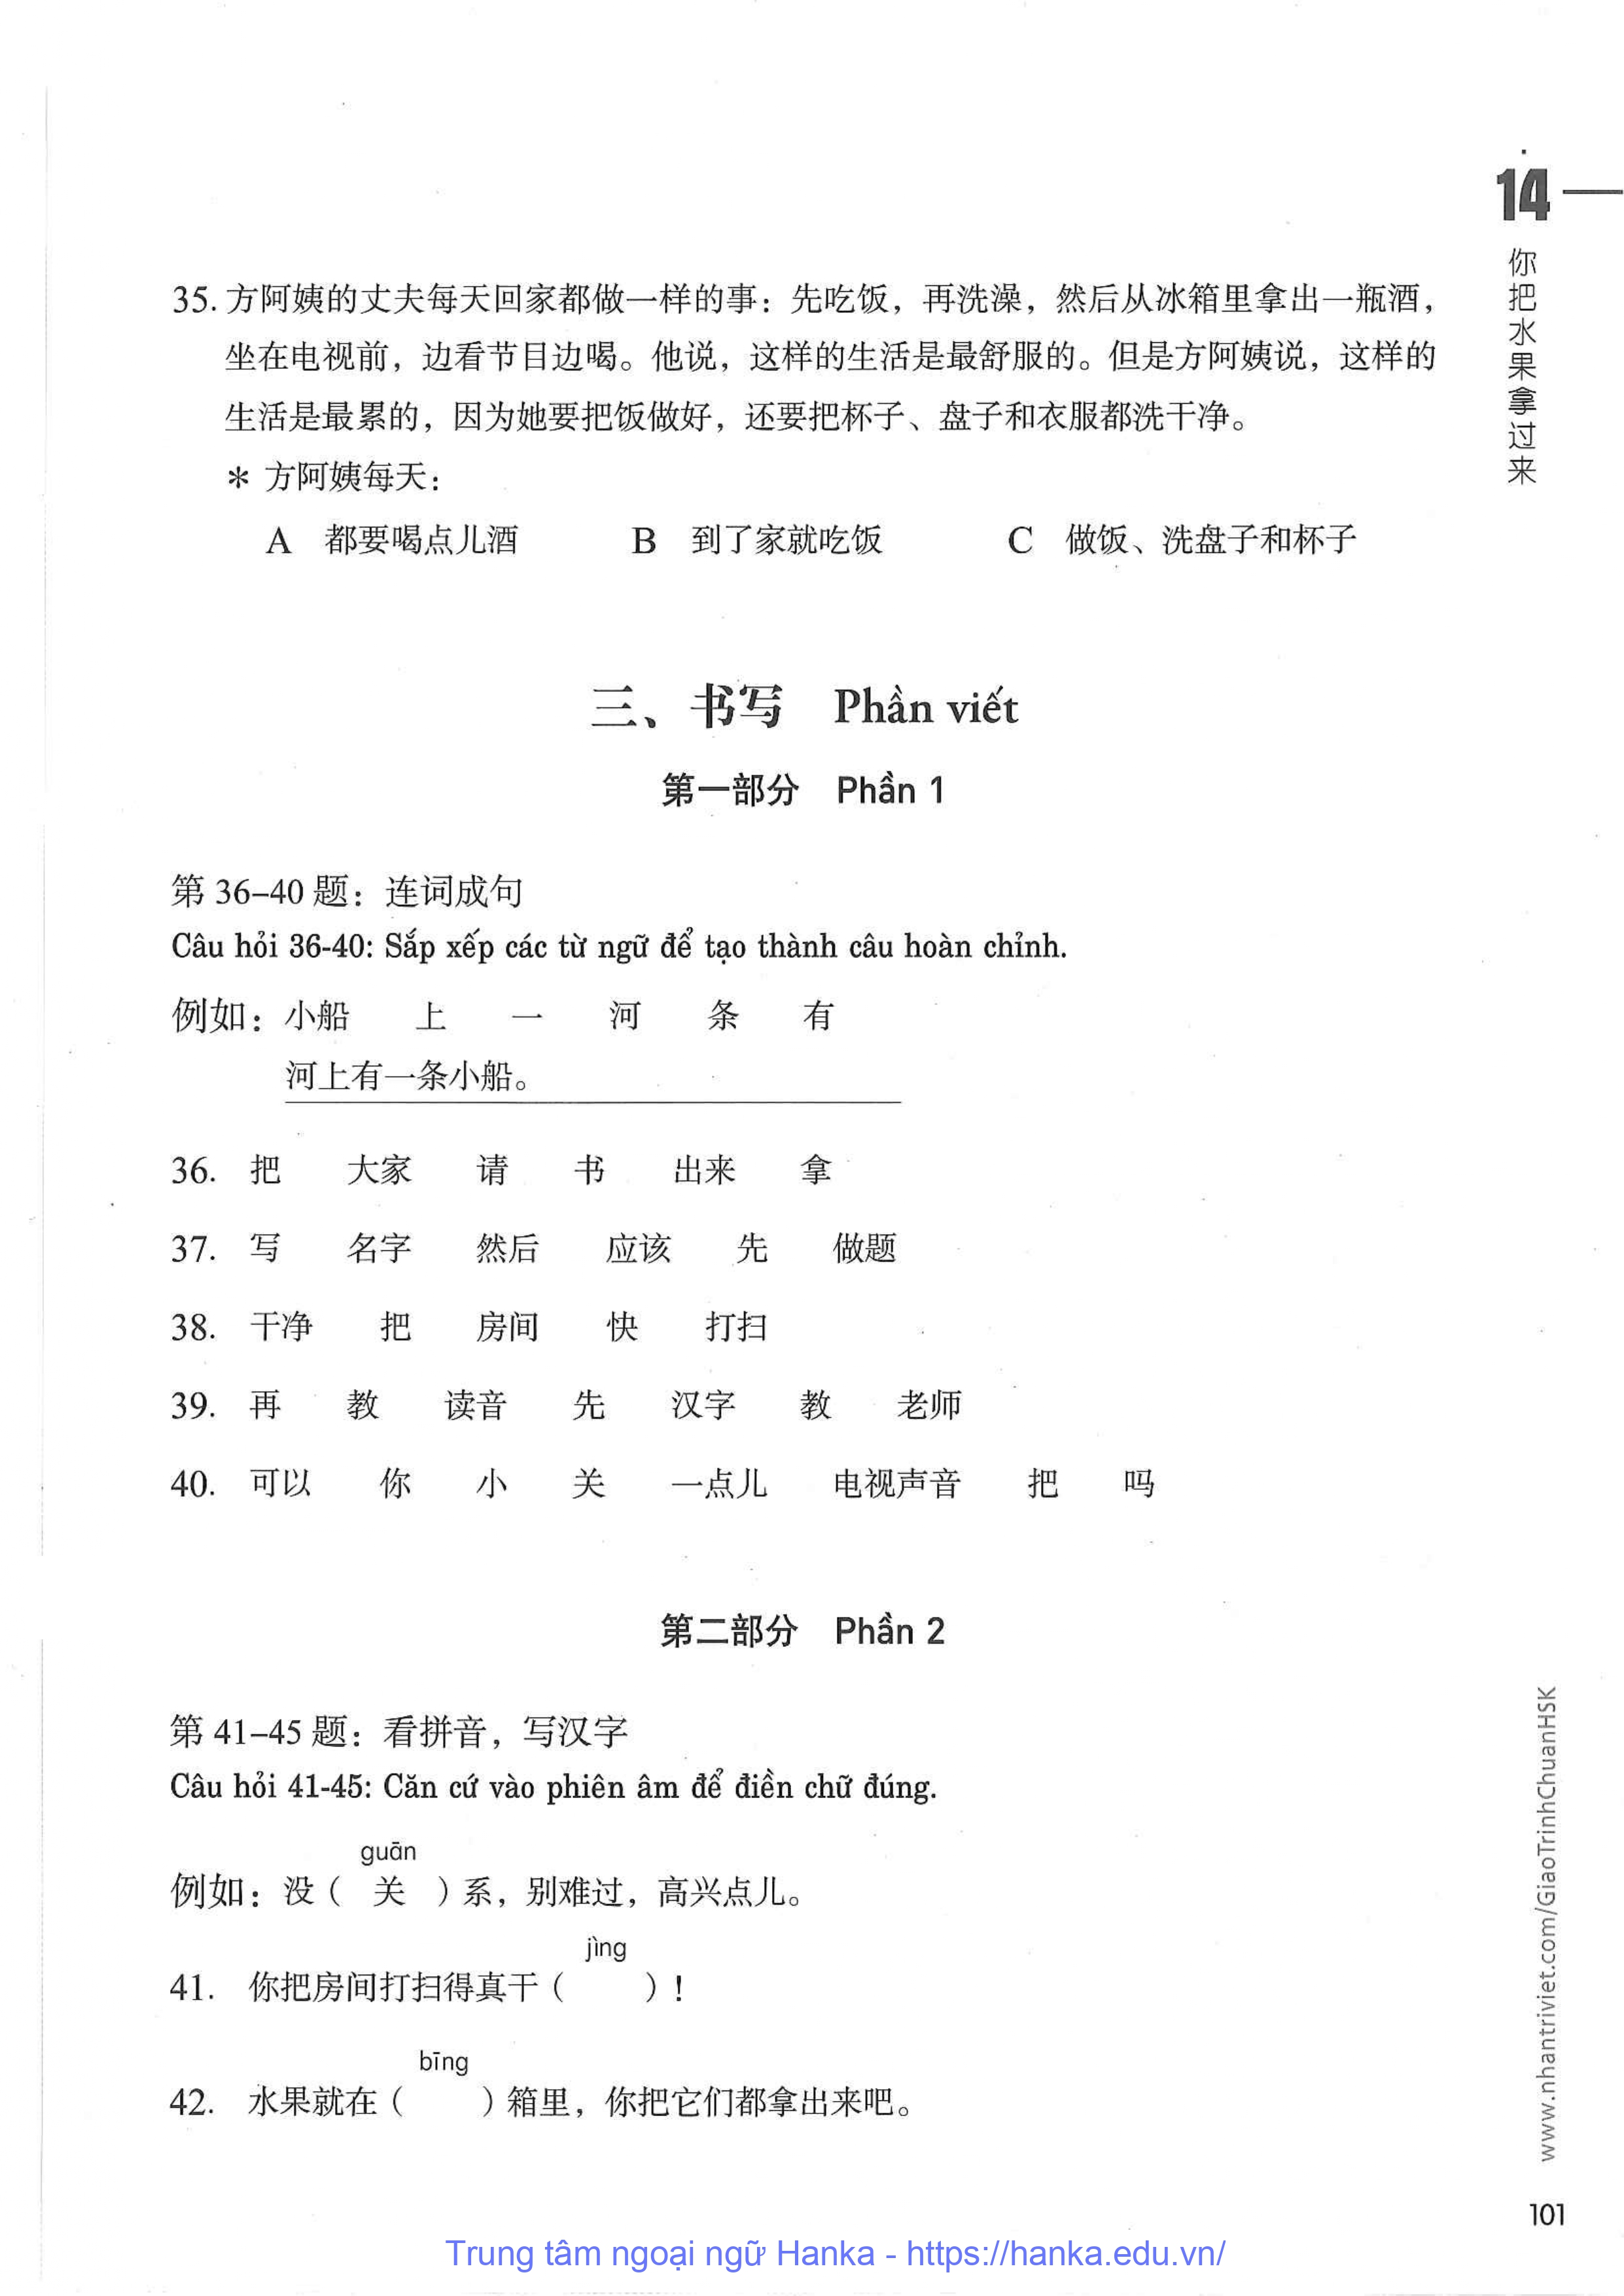 14
你把水果拿过来
35. 方阿姨的丈夫每天回家都做一样的事：先吃饭，再洗澡，然后从冰箱里拿出一瓶酒，
坐在电视前，边看节目边喝。他说，这样的生活是最舒服的。但是方阿姨说，这样的
生活是最累的，因为她要把饭做好，还要把杯子、盘子和衣服都洗干净。
＊ 方阿姨每天：
A 都要喝点儿酒 B 到了家就吃饭 C 做饭、洗盘子和杯子
三、书写 Phần viết
第一部分 Phần 1
第 36–40 题：连词成句
Câu hỏi 36-40: Sắp xếp các từ ngữ để tạo thành câu hoàn chỉnh.
例如：小船 上 一 河 条 有
河上有一条小船。
36. 把 大家 请 书 出来 拿
37. 写 名字 然后 应该 先 做题
38. 干净 把 房间 快 打扫
39. 再 教 读音 先 汉字 教 老师
40. 可以 你 小 关 一点儿 电视声音 把 吗
第二部分 Phần 2
第 41–45 题：看拼音，写汉字
Câu hỏi 41-45: Căn cứ vào phiên âm để điền chữ đúng.
guān
例如：没（ 关 ）系，别难过，高兴点儿。
jìng
41. 你把房间打扫得真干（ ）！
bīng
42. 水果就在（ ）箱里，你把它们都拿出来吧。
www.nhantriviet.com/GiaoTrinhChuanHSK
101
Trung tâm ngoại ngữ Hanka - https://hanka.edu.vn/